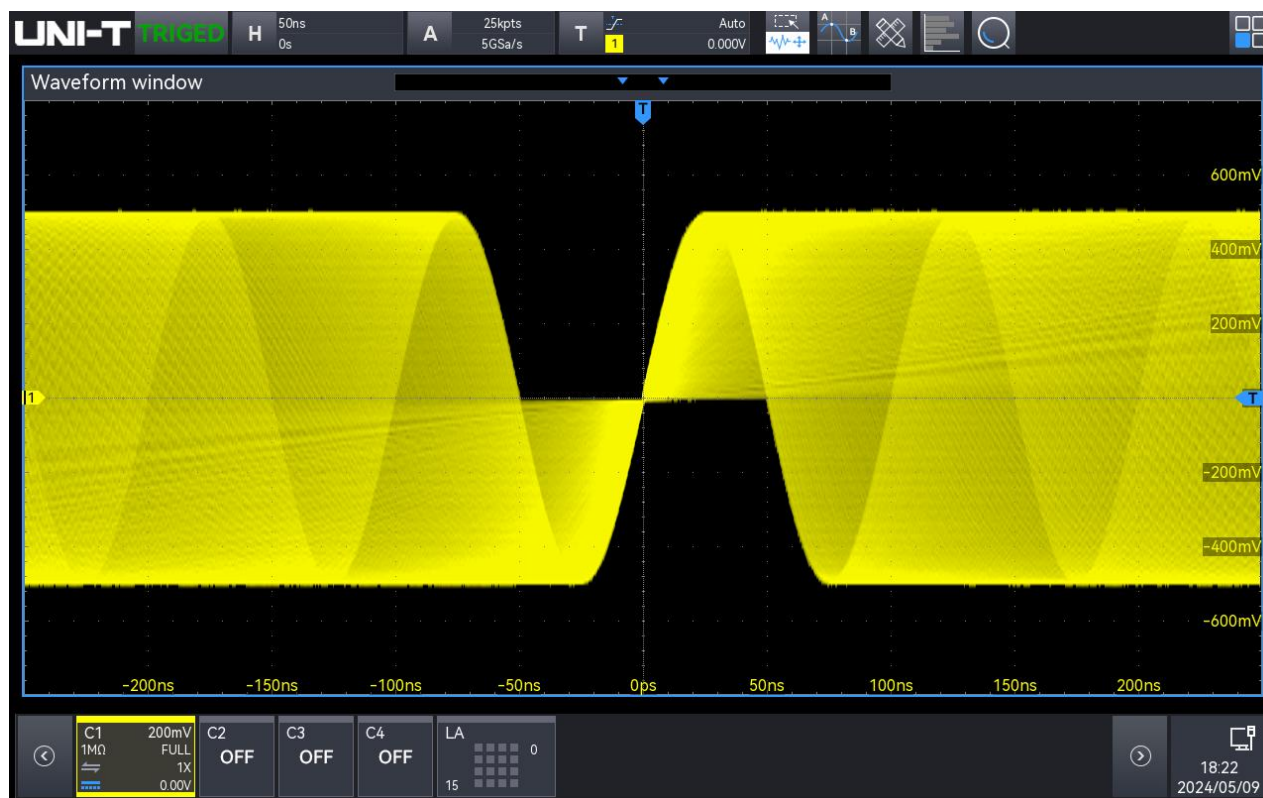 UNI-T TRIGED H 50ns A 25kpts T Auto
0s 5GSa/s 1 0.000V
A B
Waveform window
T
600mV
400mV
200mV
1 T
-200mV
-400mV
-600mV
-200ns -150ns -100ns -50ns 0ps 50ns 100ns 150ns 200ns
C1 200mV
1MΩ FULL
1X
0.00V
C2
OFF
C3
OFF
C4
OFF
LA
0
15
18:22
2024/05/09